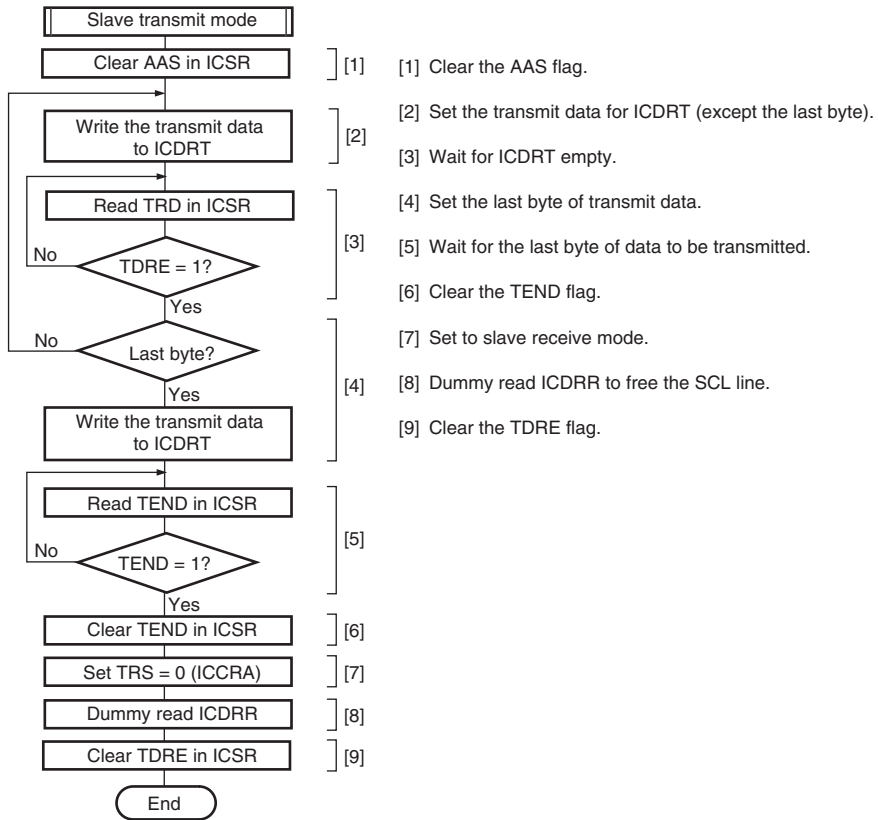 Slave transmit mode
Clear AAS in ICSR
[1]
Write the transmit data
to ICDRT
[2]
Read TRD in ICSR
No
TDRE = 1?
Yes
[3]
No
Last byte?
Yes
Write the transmit data
to ICDRT
[4]
Read TEND in ICSR
No
TEND = 1?
Yes
[5]
Clear TEND in ICSR
[6]
Set TRS = 0 (ICCRA)
[7]
Dummy read ICDRR
[8]
Clear TDRE in ICSR
[9]
End
[1] Clear the AAS flag.
[2] Set the transmit data for ICDRT (except the last byte).
[3] Wait for ICDRT empty.
[4] Set the last byte of transmit data.
[5] Wait for the last byte of data to be transmitted.
[6] Clear the TEND flag.
[7] Set to slave receive mode.
[8] Dummy read ICDRR to free the SCL line.
[9] Clear the TDRE flag.